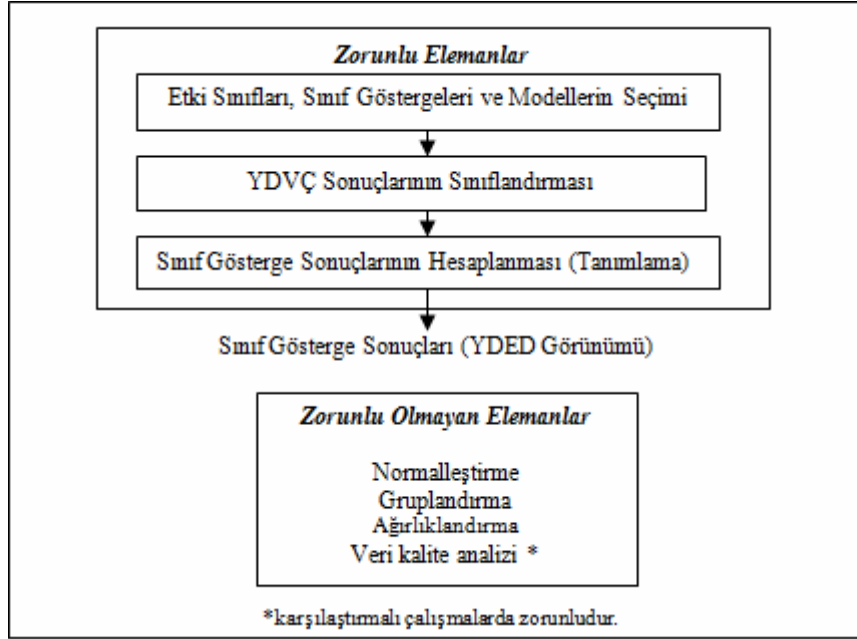 Zorunlu Elemanlar
Etki Sınıfları, Sınıf Göstergeleri ve Modellerin Seçimi
YDVÇ Sonuçlarının Sınıflandırması
Sınıf Gösterge Sonuçlarının Hesaplanması (Tanımlama)
Sınıf Gösterge Sonuçları (YDED Görünümü)
Zorunlu Olmayan Elemanlar
Normalleştirme
Gruplandırma
Ağırlıklandırma
Veri kalite analizi *
*karşılaştırmalı çalışmalarda zorunludur.